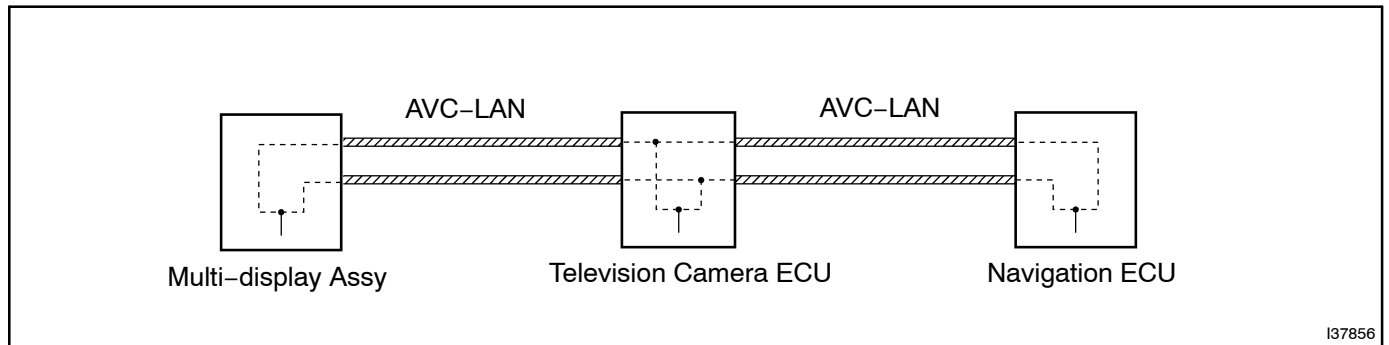 AVC−LAN
AVC−LAN
Multi−display Assy
Television Camera ECU
Navigation ECU
I37856